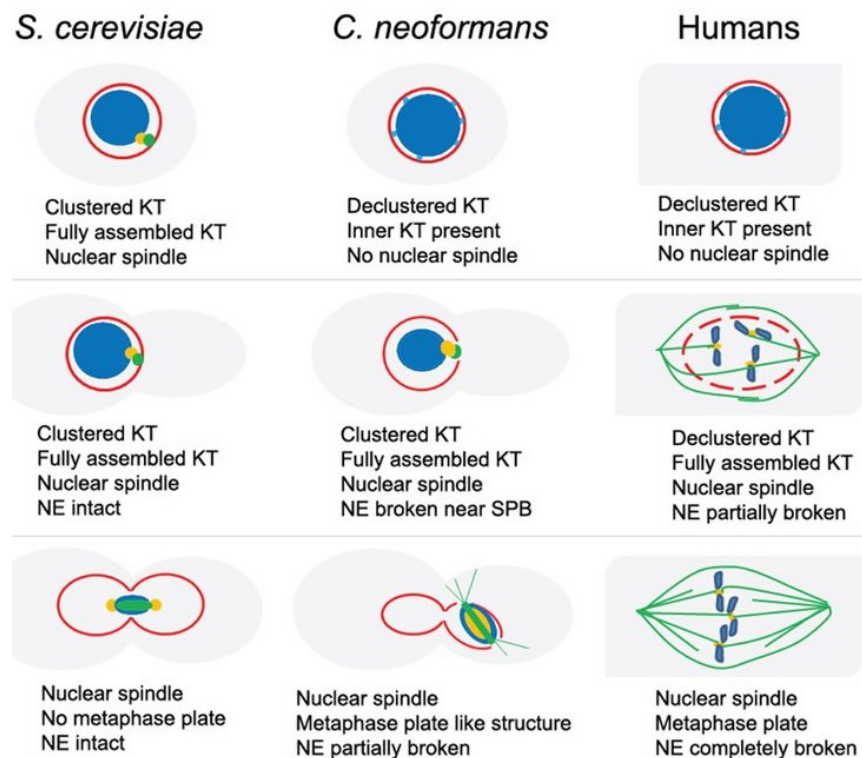 S. cerevisiae
C. neoformans
Humans
Clustered KT
Fully assembled KT
Nuclear spindle
Declustered KT
Inner KT present
No nuclear spindle
Declustered KT
Inner KT present
No nuclear spindle
Clustered KT
Fully assembled KT
Nuclear spindle
NE intact
Clustered KT
Fully assembled KT
Nuclear spindle
NE broken near SPB
Declustered KT
Fully assembled KT
Nuclear spindle
NE partially broken
Nuclear spindle
No metaphase plate
NE intact
Nuclear spindle
Metaphase plate like structure
NE partially broken
Nuclear spindle
Metaphase plate
NE completely broken